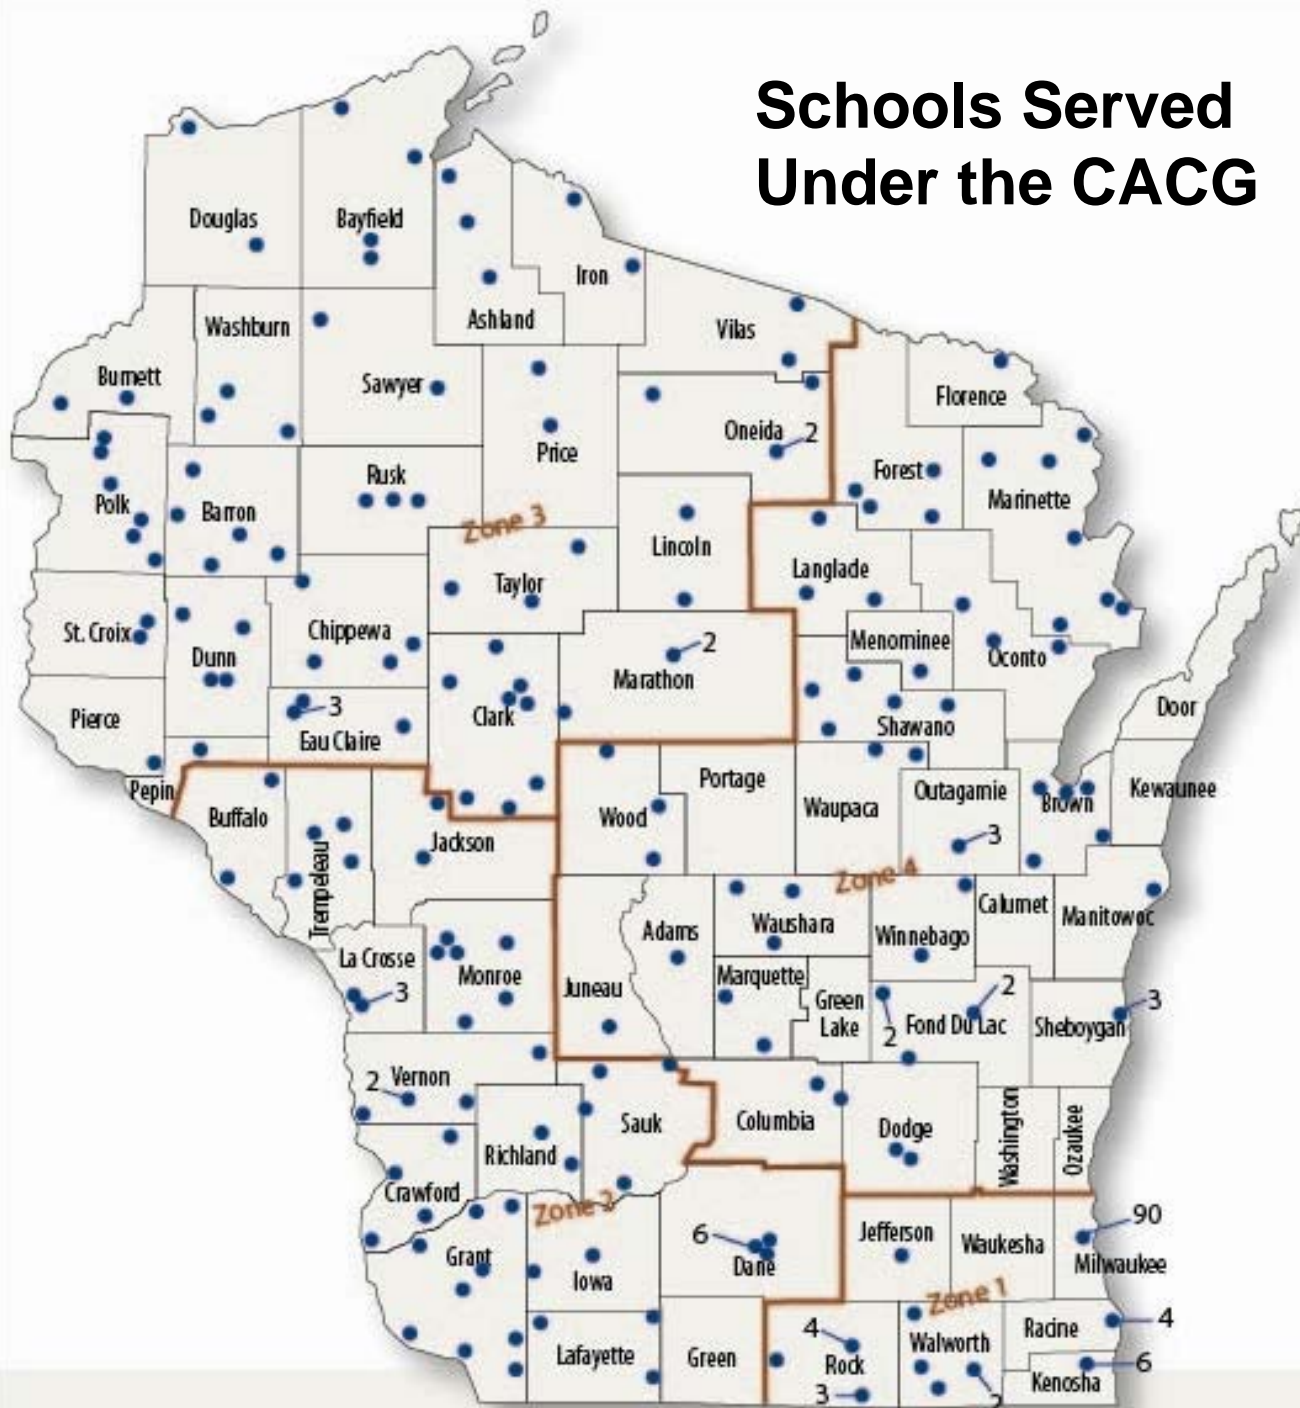 Schools Served
Under the CACG
Douglas
Bayfield
Iron
Ashland
Washburn
Vilas
Burnett
Sawyer
Florence
Oneida 2
Price
Rusk
Forest
Marinette
Polk
Barron
Zone 3
Lincoln
Taylor
Langlade
St. Croix
Chippewa
Dunn
Menominee
Oconto
2
Marathon
Pierce
3
Eau Claire
Clark
Shawano
Door
Pepin
Buffalo
Portage
Waupaca
Outagamie
Brown
Kewaunee
Wood
3
Jackson
Trempeleau
Zone 4
Calumet
Manitowoc
Waushara
Adams
Winnebago
La Crosse
3
Monroe
Juneau
Marquette
Green
Lake
2
2
Fond Du Lac
3
Sheboygan
2 Vernon
Sauk
Columbia
Dodge
Washington
Ozaukee
Richland
Crawford
Zone 2
90
Jefferson
Waukesha
Milwaukee
6
Dane
Grant
Iowa
Zone 1
4
Rock
3
Walworth
2
Racine
4
6
Kenosha
Lafayette
Green